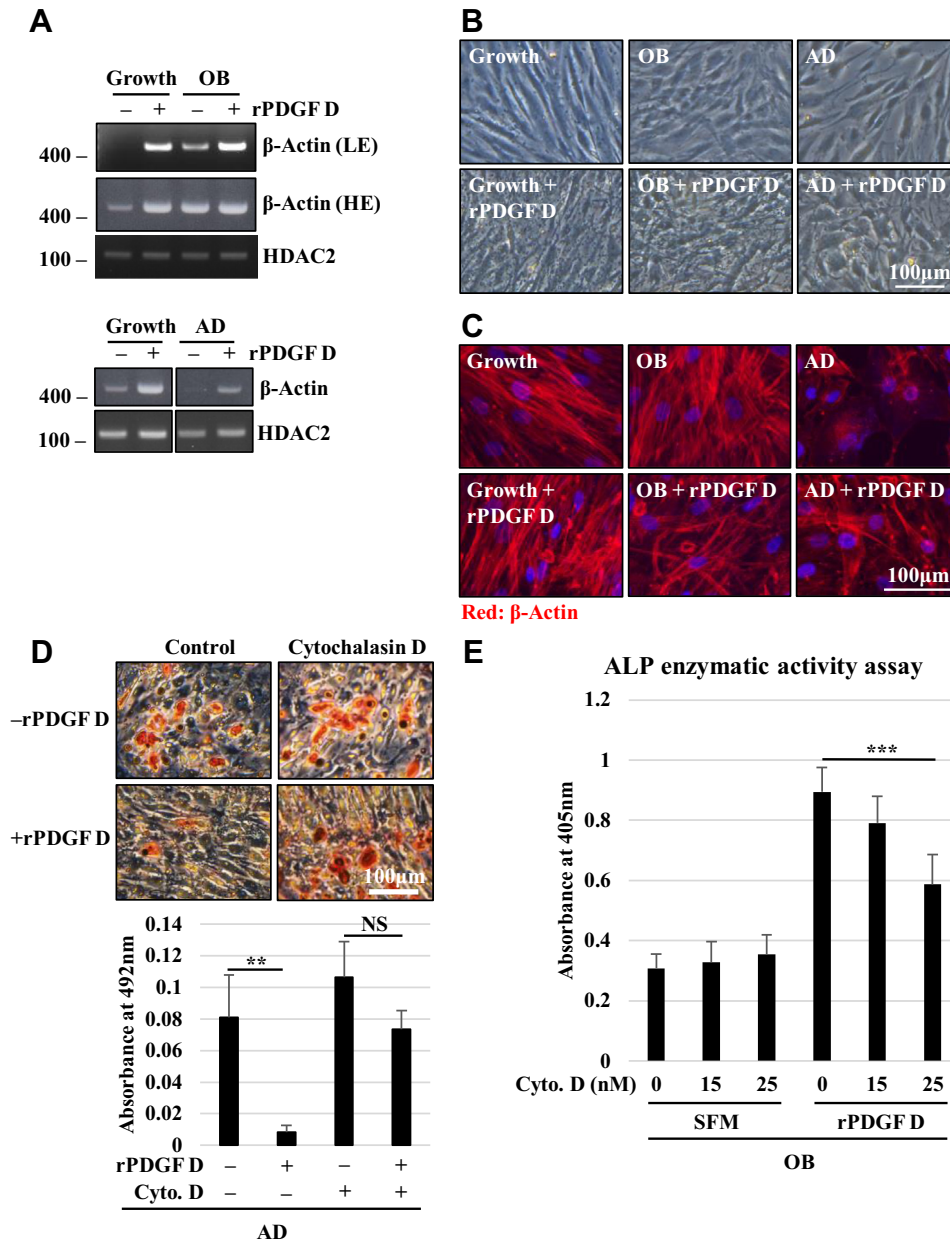 A
Growth OB
– + – + rPDGF D
400 – β-Actin (LE)
400 – β-Actin (HE)
100 – HDAC2
Growth AD
– + – + rPDGF D
400 – β-Actin
100 – HDAC2
B
Growth OB AD
Growth + OB + rPDGF D AD + rPDGF D
rPDGF D
100μm
C
Growth OB AD
Growth + OB + rPDGF D AD + rPDGF D
rPDGF D
100μm
Red: β-Actin
D
Control Cytochalasin D
–rPDGF D
+rPDGF D
100μm
Absorbance at 492nm
0.14
0.12
0.1
0.08
0.06
0.04
0.02
0
** NS
rPDGF D – + – +
Cyto. D – – + +
AD
E
ALP enzymatic activity assay
Absorbance at 405nm
1.2
1
0.8
0.6
0.4
0.2
0
***
Cyto. D (nM) 0 15 25 0 15 25
SFM rPDGF D
OB